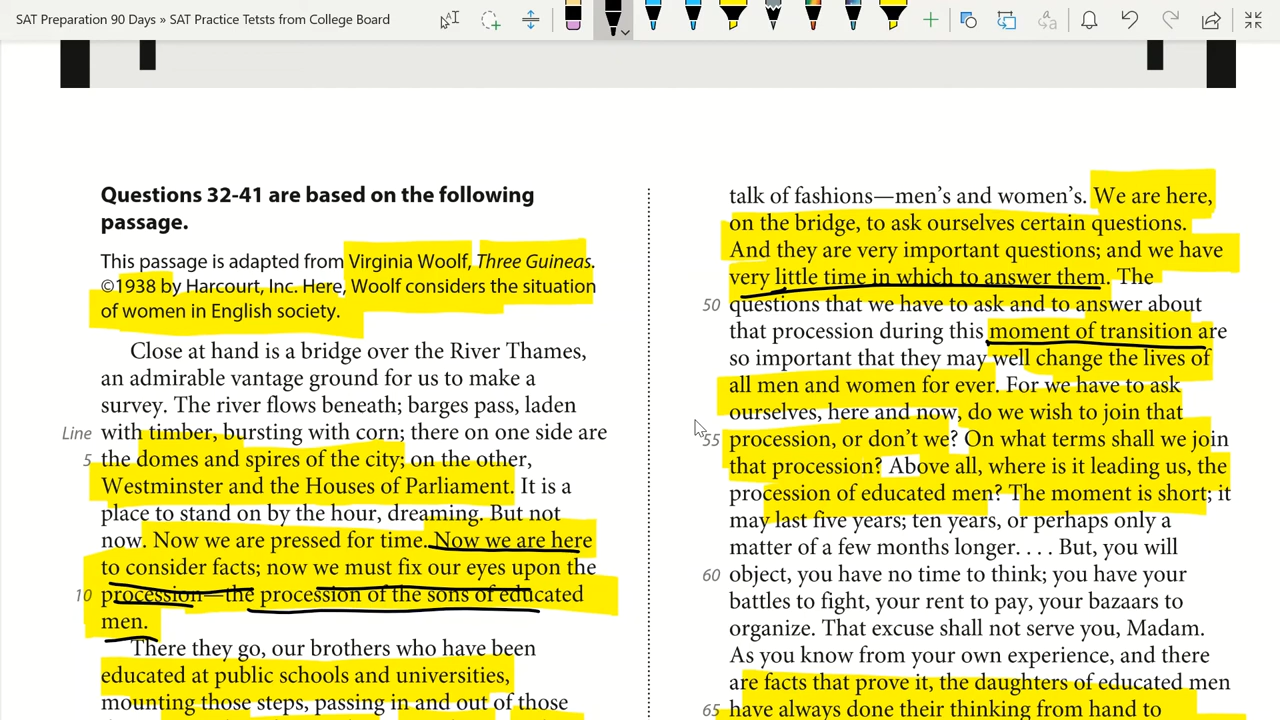 SAT Preparation 90 Days » SAT Practice Tetsts from College Board
Questions 32-41 are based on the following
passage.
This passage is adapted from Virginia Woolf, Three Guineas.
©1938 by Harcourt, Inc. Here, Woolf considers the situation
of women in English society.
Close at hand is a bridge over the River Thames,
an admirable vantage ground for us to make a
survey. The river flows beneath; barges pass, laden
Line with timber, bursting with corn; there on one side are
5 the domes and spires of the city; on the other,
Westminster and the Houses of Parliament. It is a
place to stand on by the hour, dreaming. But not
now. Now we are pressed for time. Now we are here
to consider facts; now we must fix our eyes upon the
10 procession—the procession of the sons of educated
men.
There they go, our brothers who have been
educated at public schools and universities,
mounting those steps, passing in and out of those
talk of fashions—men's and women's. We are here,
on the bridge, to ask ourselves certain questions.
And they are very important questions; and we have
very little time in which to answer them. The
50 questions that we have to ask and to answer about
that procession during this moment of transition are
so important that they may well change the lives of
all men and women for ever. For we have to ask
ourselves, here and now, do we wish to join that
55 procession, or don't we? On what terms shall we join
that procession? Above all, where is it leading us, the
procession of educated men? The moment is short; it
may last five years; ten years, or perhaps only a
matter of a few months longer. . . . But, you will
60 object, you have no time to think; you have your
battles to fight, your rent to pay, your bazaars to
organize. That excuse shall not serve you, Madam.
As you know from your own experience, and there
are facts that prove it, the daughters of educated men
65 have always done their thinking from hand to